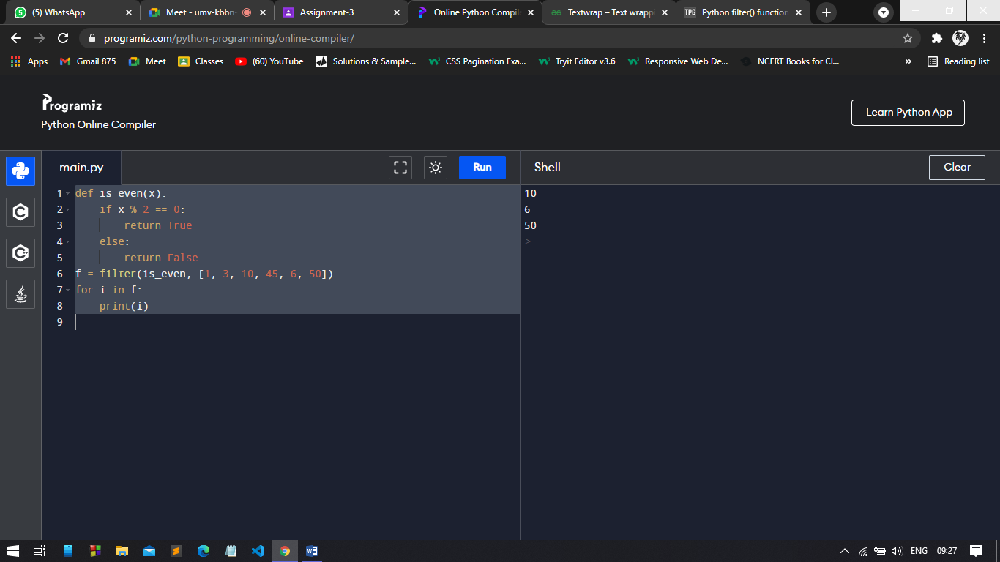 (5) WhatsApp
Meet - umv-kbbn-
Assignment-3
Online Python Compile
Textwrap – Text wrappi
TPG Python filter() function
programiz.com/python-programming/online-compiler/
Apps
Gmail 875
Meet
Classes
(60) YouTube
Solutions & Sample...
CSS Pagination Exa...
Tryit Editor v3.6
Responsive Web De...
NCERT Books for Cl...
»
Reading list
Programiz
Python Online Compiler
Learn Python App
main.py
Run
Shell
Clear
1 def is_even(x):
2     if x % 2 == 0:
3         return True
4     else:
5         return False
6 f = filter(is_even, [1, 3, 10, 45, 6, 50])
7 for i in f:
8     print(i)
9
10
6
50
>
ENG
09:27